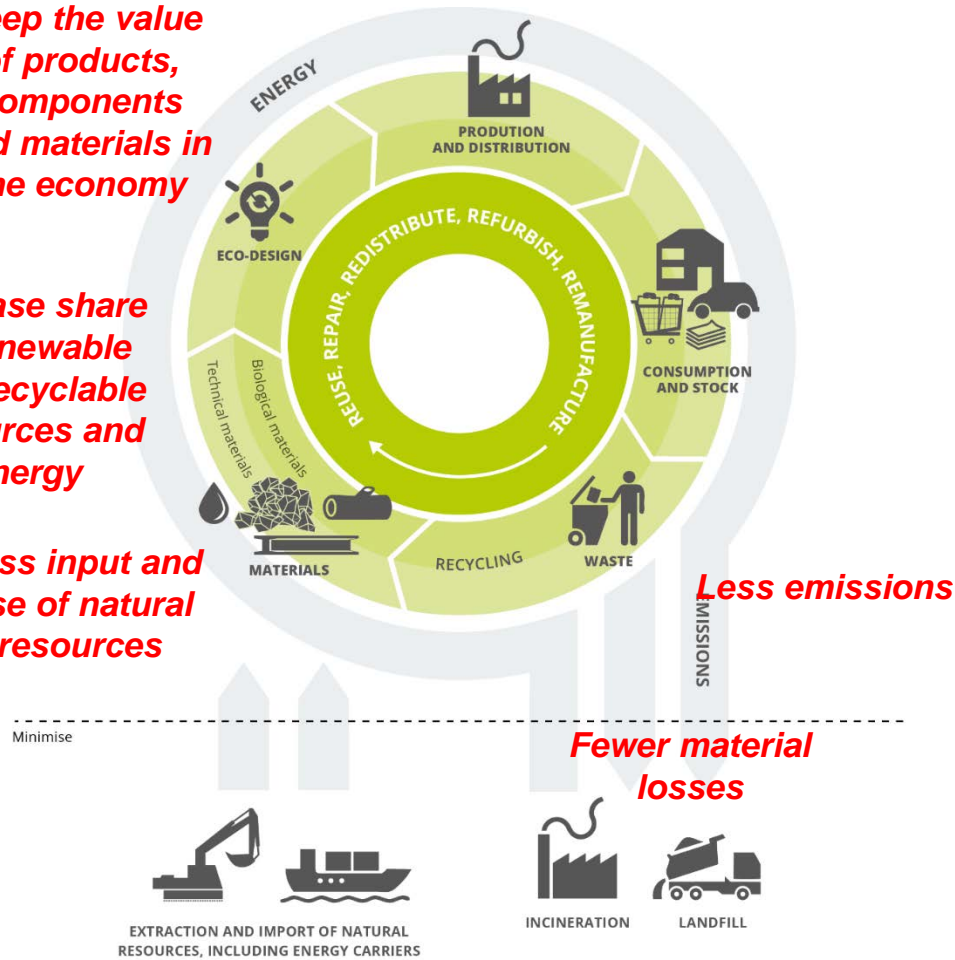 eep the value
of products,
omponents
d materials in
he economy
ase share
newable
ecyclable
urces and
nergy
ss input and
se of natural
resources
ENERGY
PRODUTION
AND DISTRIBUTION
ECO-DESIGN
REUSE, REPAIR, REDISTRIBUTE, REFURBISH, REMANUFACTURE
CONSUMPTION
AND STOCK
Technical materials
Biological materials
MATERIALS
RECYCLING
WASTE
Less emissions
EMISSIONS
Minimise
Fewer material
losses
EXTRACTION AND IMPORT OF NATURAL
RESOURCES, INCLUDING ENERGY CARRIERS
INCINERATION
LANDFILL